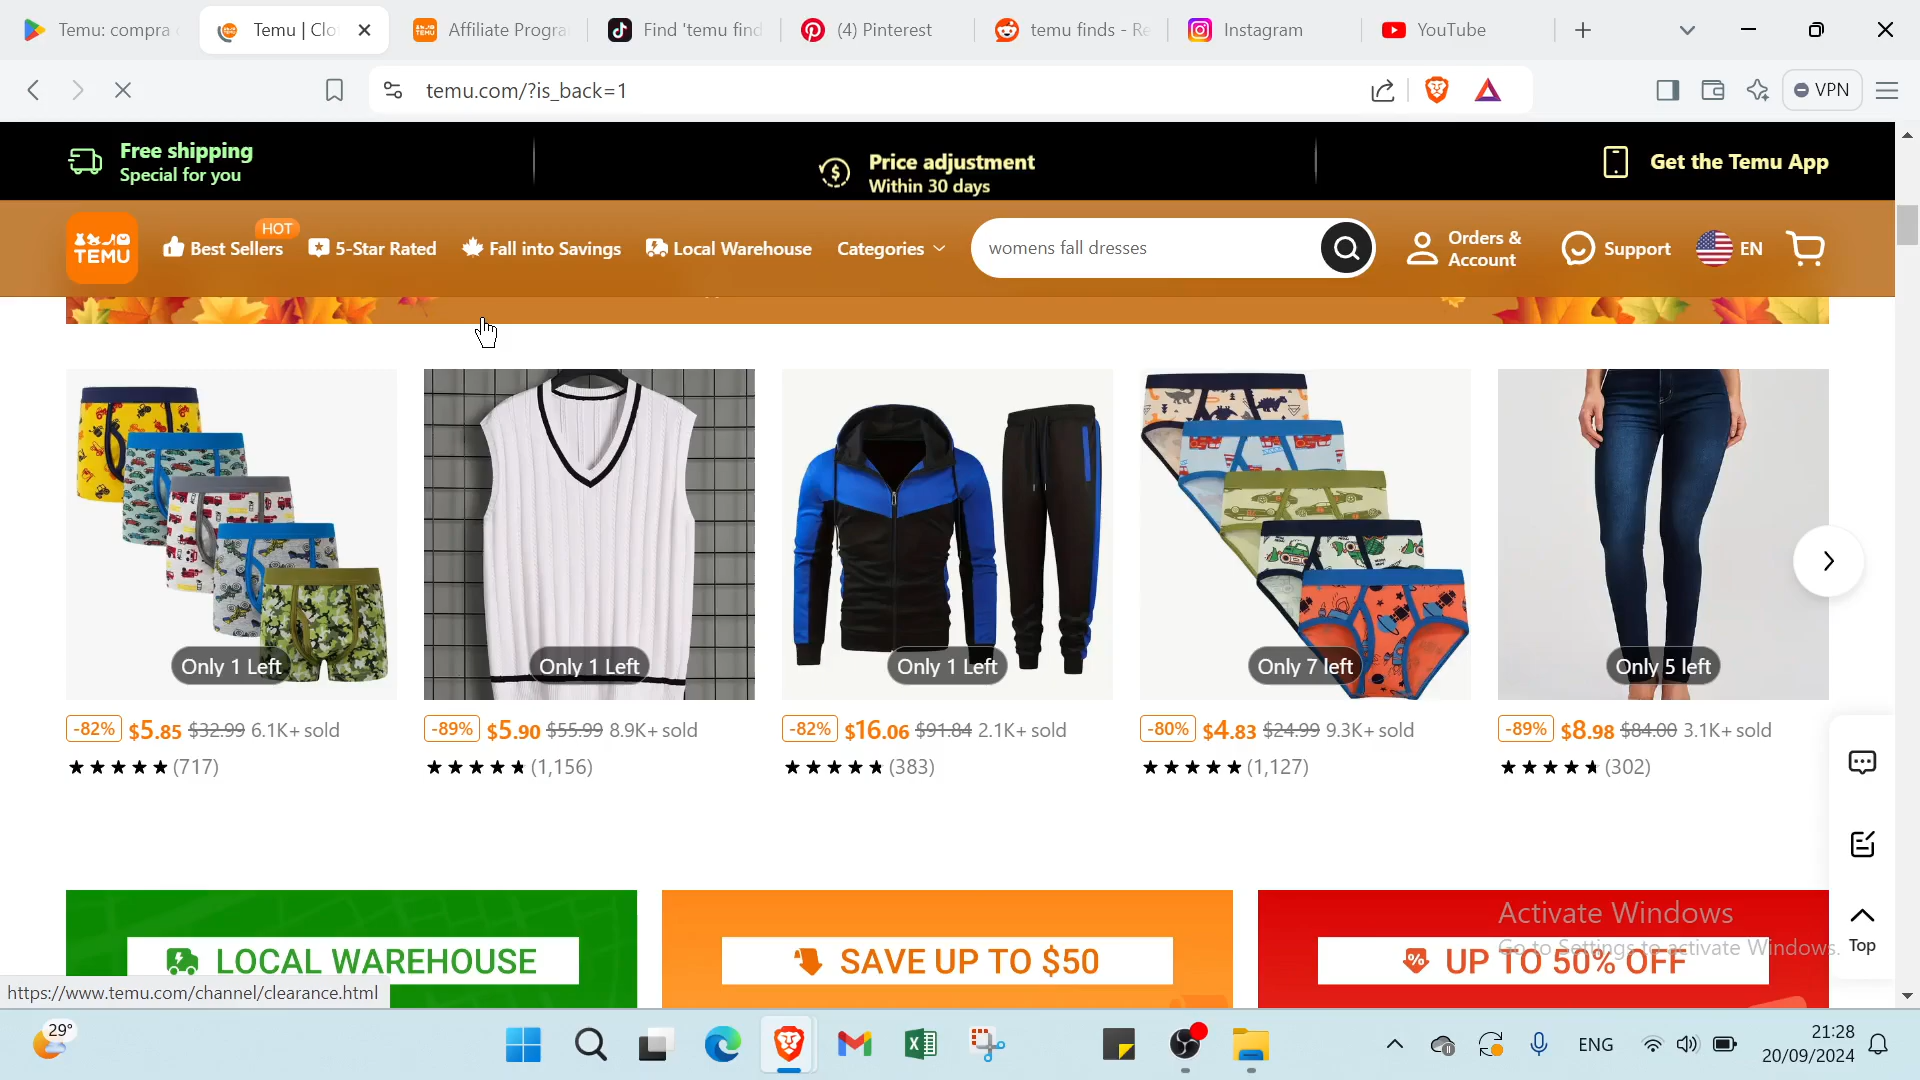 Temu: compra
Temu | Clo
Affiliate Progra
Find 'temu find
(4) Pinterest
temu finds - Re
Instagram
YouTube
temu.com/?is_back=1
VPN
Free shipping
Special for you
Price adjustment
Within 30 days
Get the Temu App
TEMU
Best Sellers
HOT
5-Star Rated
Fall into Savings
Local Warehouse
Categories
womens fall dresses
Orders &
Account
Support
EN
Only 1 Left
Only 1 Left
Only 1 Left
Only 7 left
Only 5 left
-82% $5.85 $32.99 6.1K+ sold
(717)
-89% $5.90 $55.99 8.9K+ sold
(1,156)
-82% $16.06 $91.84 2.1K+ sold
(383)
-80% $4.83 $24.99 9.3K+ sold
(1,127)
-89% $8.98 $84.00 3.1K+ sold
(302)
LOCAL WAREHOUSE
SAVE UP TO $50
UP TO 50% OFF
Activate Windows
Go to Settings to activate Windows.
Top
https://www.temu.com/channel/clearance.html
29°
ENG
21:28
20/09/2024